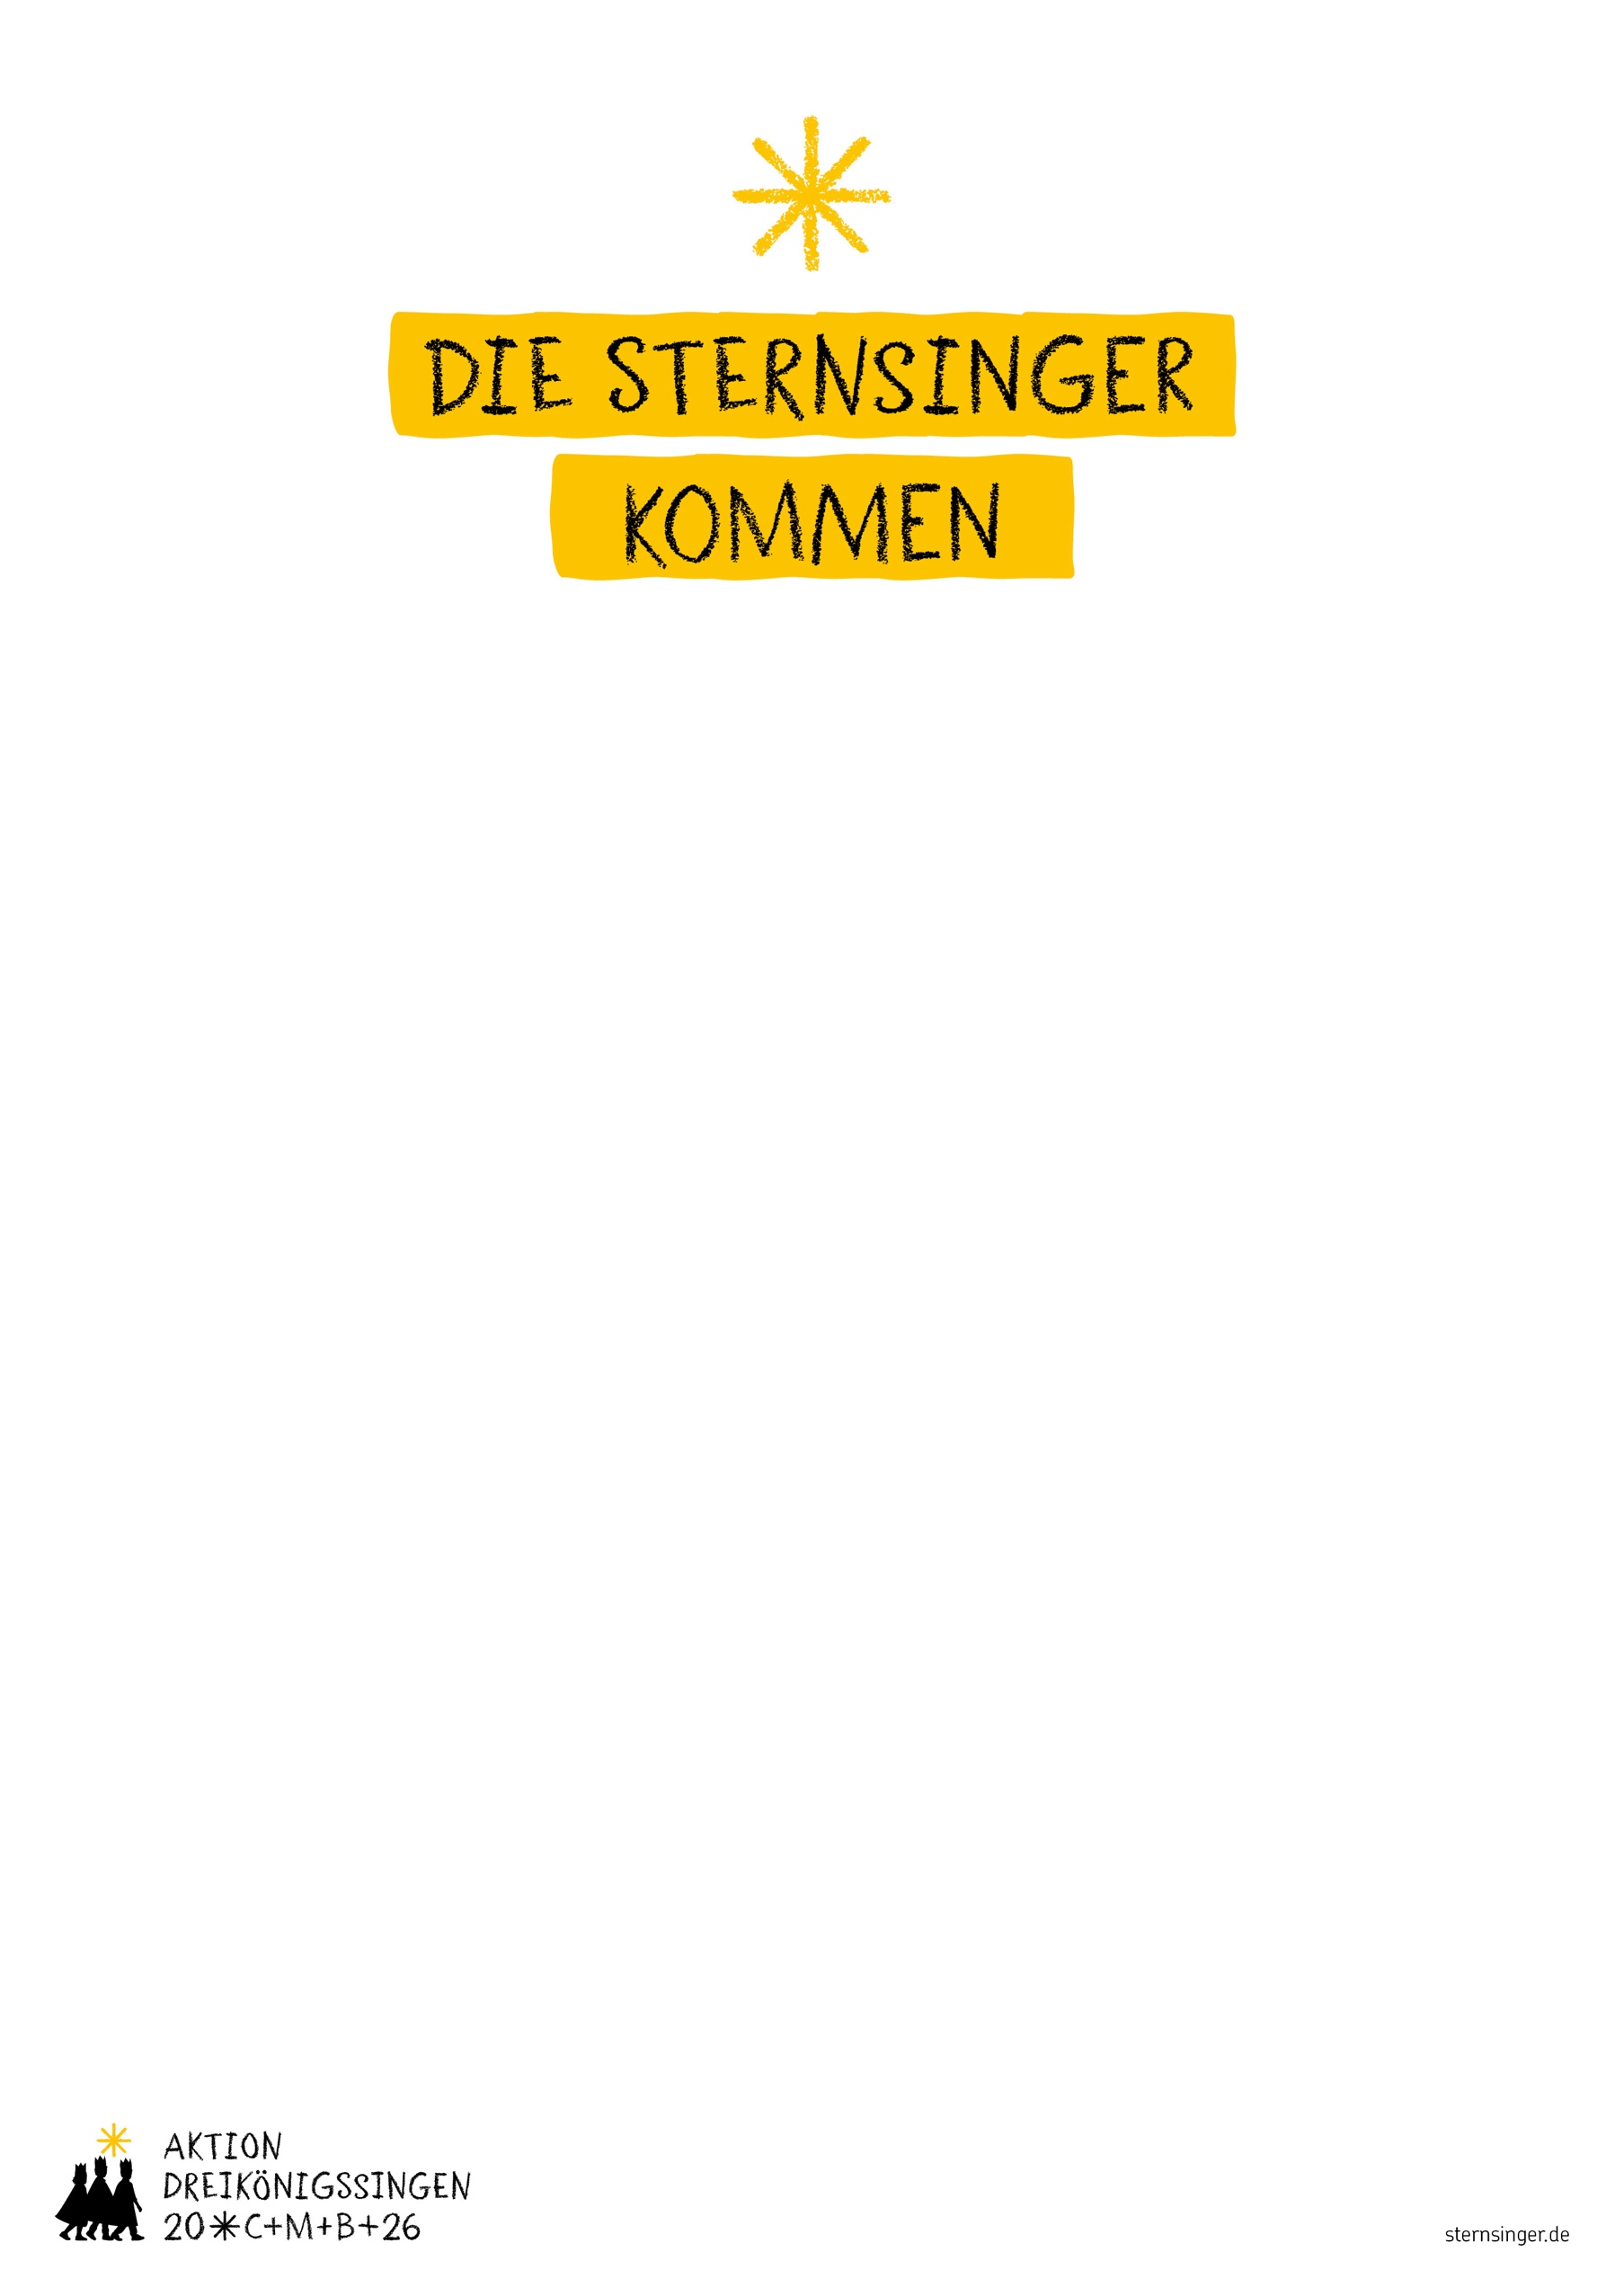 DIE STERNSINGER
KOMMEN
AKTION
DREIKÖNIGSSINGEN
20*C+M+B+26
sternsinger.de